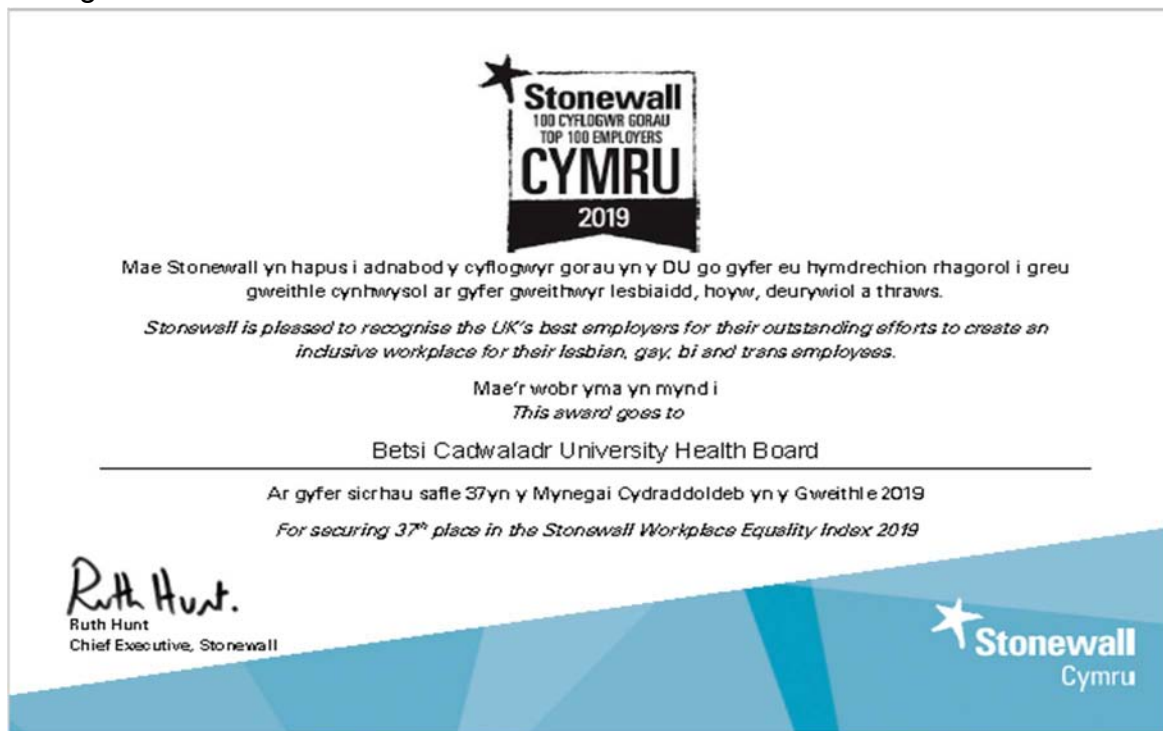 Stonewall
100 CYFLOGWR GORAU
TOP 100 EMPLOYERS
CYMRU
2019
Mae Stonewall yn hapus i adnabod y cyflogwyr gorau yn y DU go gyfer eu hymdrechion rhagorol i greu
gweithle cynhwysol ar gyfer gweithwyr lesbiaidd, hoyw, deurywiol a thraws.
Stonewall is pleased to recognise the UK's best employers for their outstanding efforts to create an
inclusive workplace for their lesbian, gay, bi and trans employees.
Mae'r wobr yma yn mynd i
This award goes to
Betsi Cadwaladr University Health Board
Ar gyfer sicrhau safle 37yn y Mynegai Cydraddoldeb yn y Gweithle 2019
For securing 37th place in the Stonewall Workplace Equality Index 2019
Ruth Hunt.
Ruth Hunt
Chief Executive, Stonewall
Stonewall
Cymru